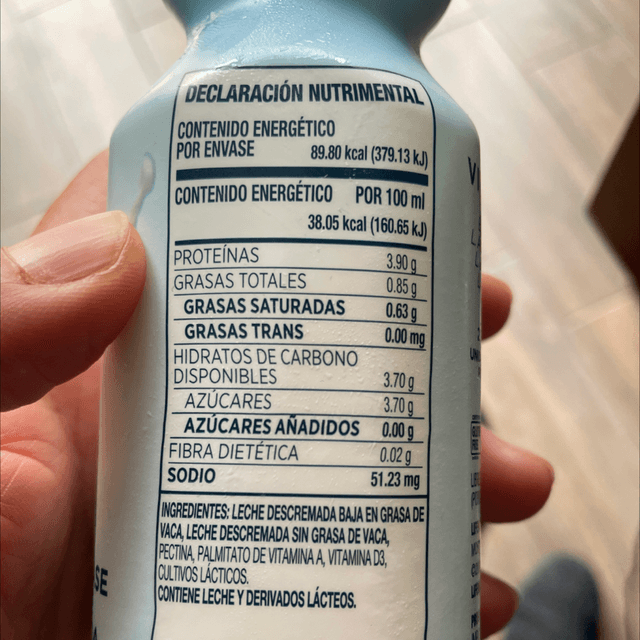 DECLARACIÓN NUTRIMENTAL
CONTENIDO ENERGÉTICO
POR ENVASE 89.80 kcal (379.13 kJ)
CONTENIDO ENERGÉTICO POR 100 ml
38.05 kcal (160.65 kJ)
PROTEÍNAS 3.90 g
GRASAS TOTALES 0.85 g
GRASAS SATURADAS 0.63 g
GRASAS TRANS 0.00 mg
HIDRATOS DE CARBONO
DISPONIBLES 3.70 g
AZÚCARES 3.70 g
AZÚCARES AÑADIDOS 0.00 g
FIBRA DIETÉTICA 0.02 g
SODIO 51.23 mg
INGREDIENTES: LECHE DESCREMADA BAJA EN GRASA DE
VACA, LECHE DESCREMADA SIN GRASA DE VACA,
PECTINA, PALMITATO DE VITAMINA A, VITAMINA D3,
CULTIVOS LÁCTICOS.
CONTIENE LECHE Y DERIVADOS LÁCTEOS.
SE